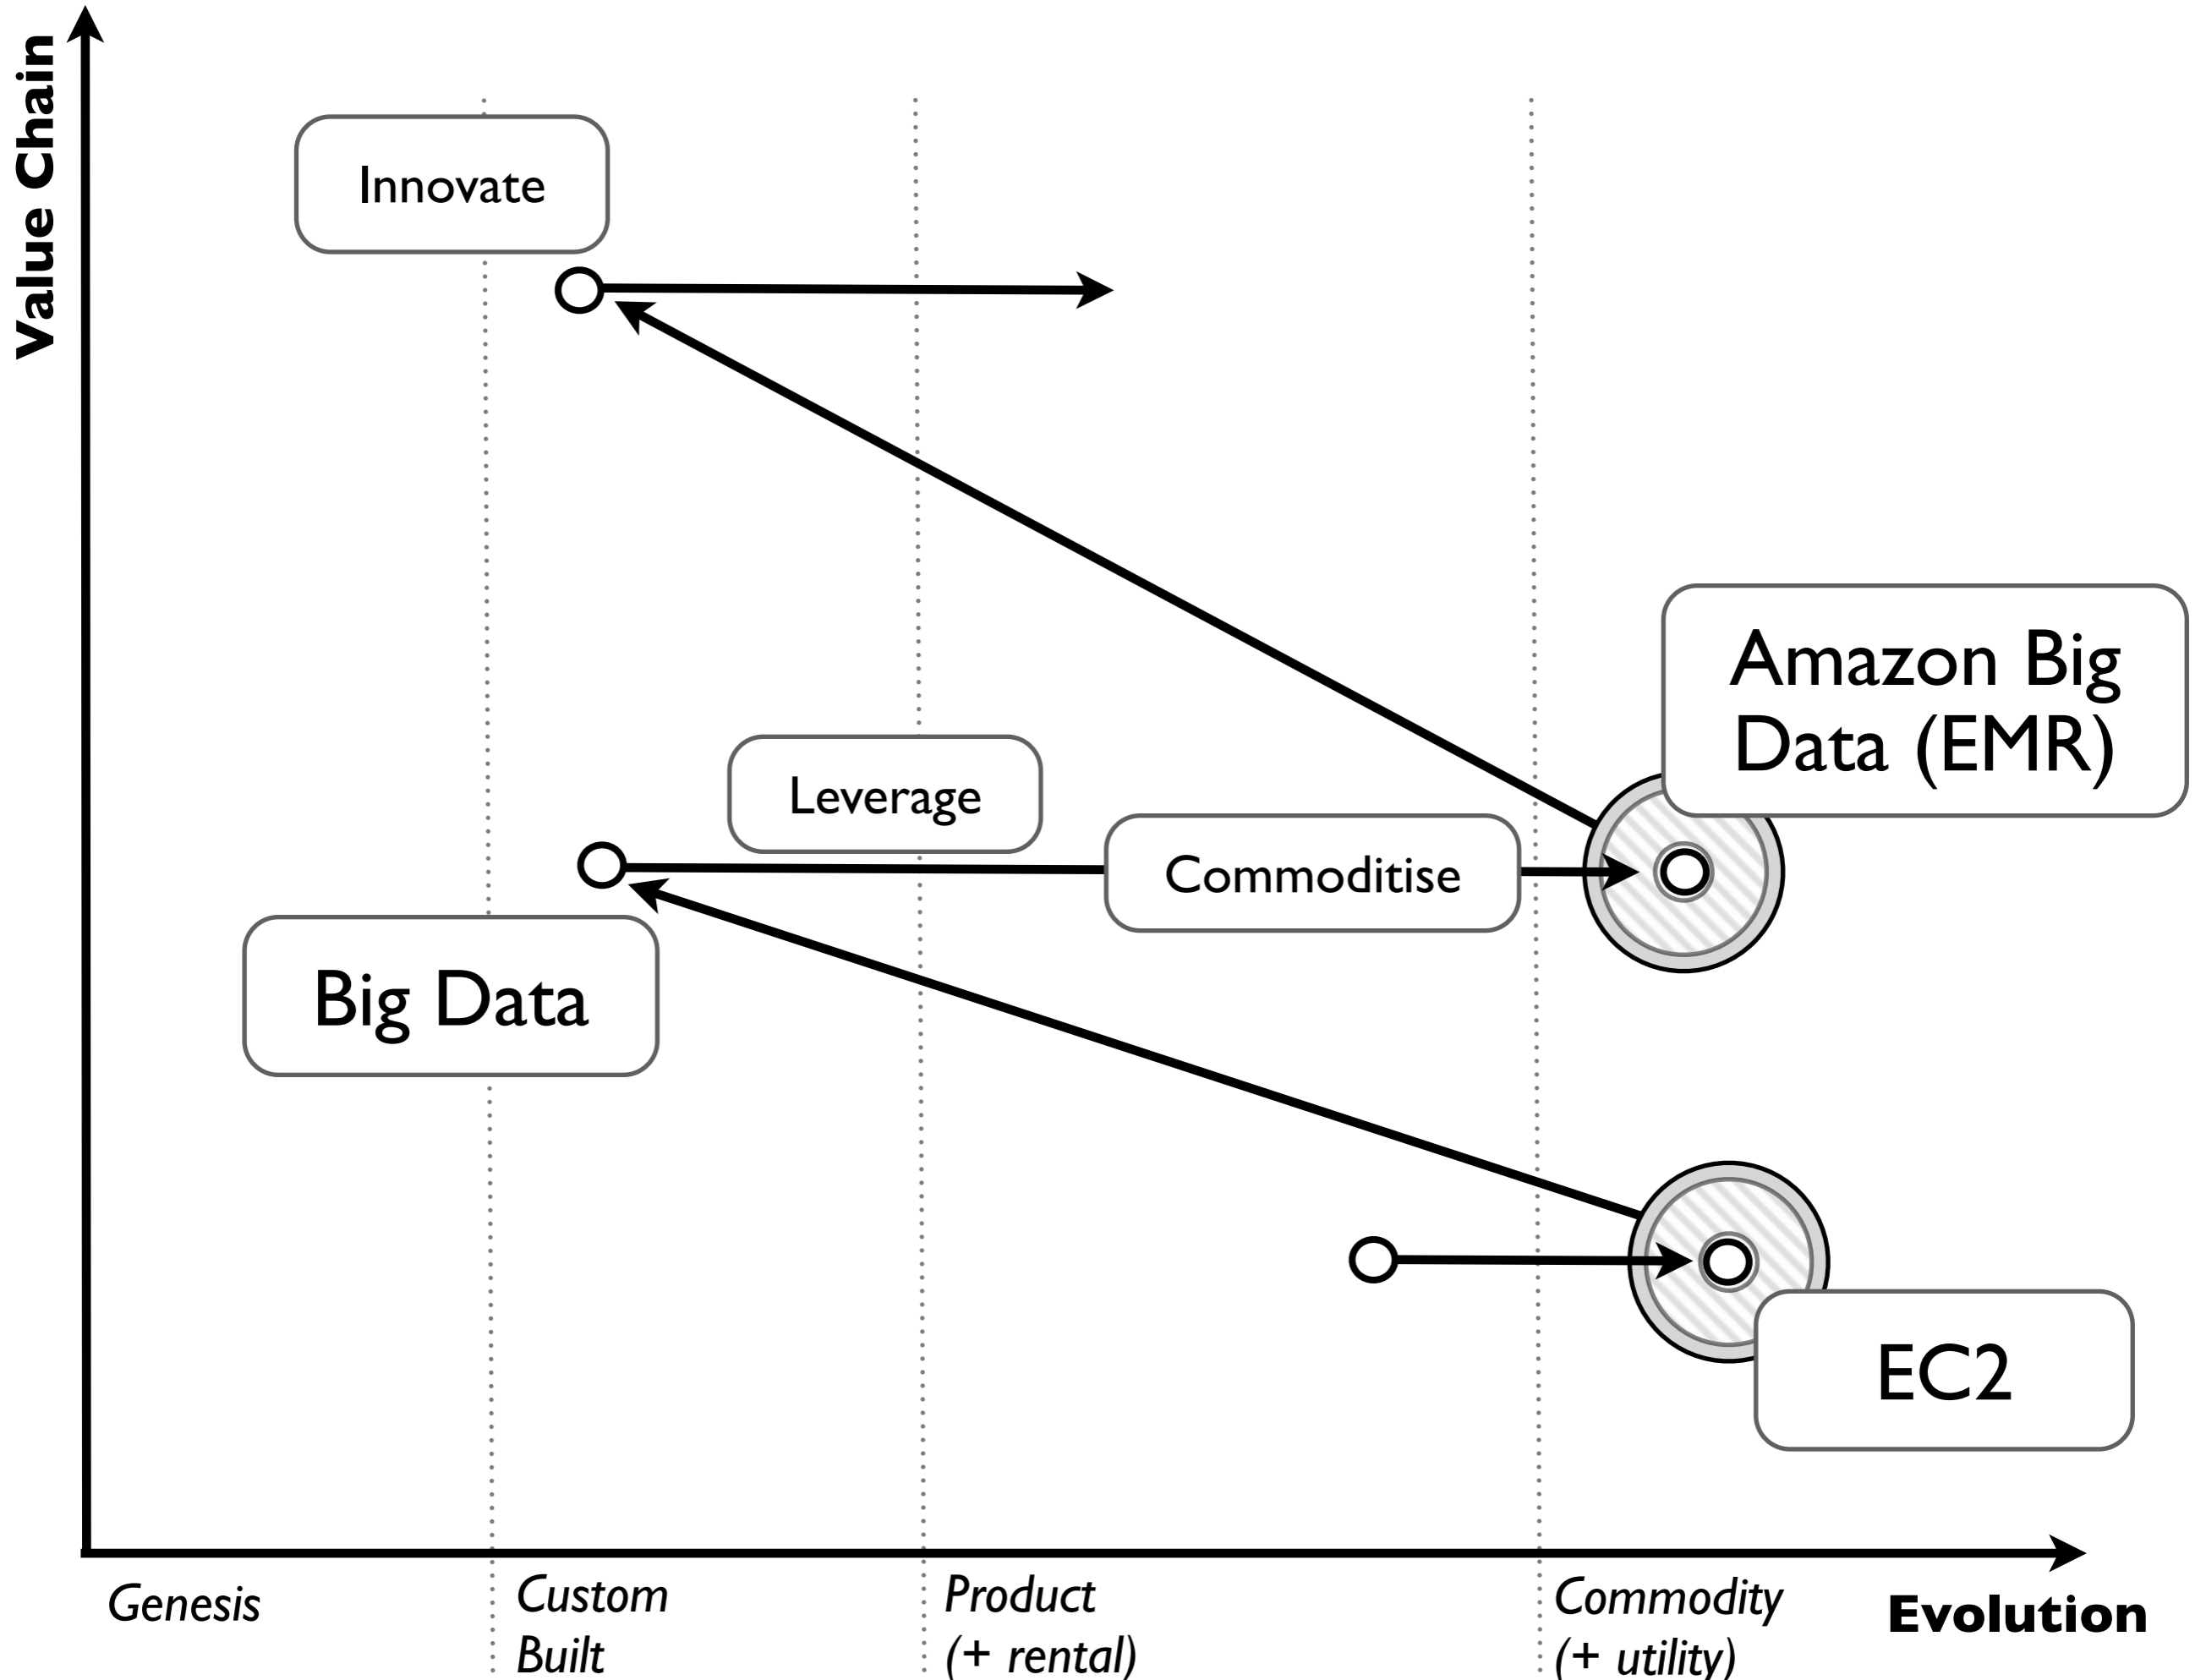 Value Chain
Innovate
Amazon Big
Data (EMR)
Leverage
Commoditise
Big Data
EC2
Genesis
Custom
Built
Product
(+ rental)
Commodity
(+ utility)
Evolution